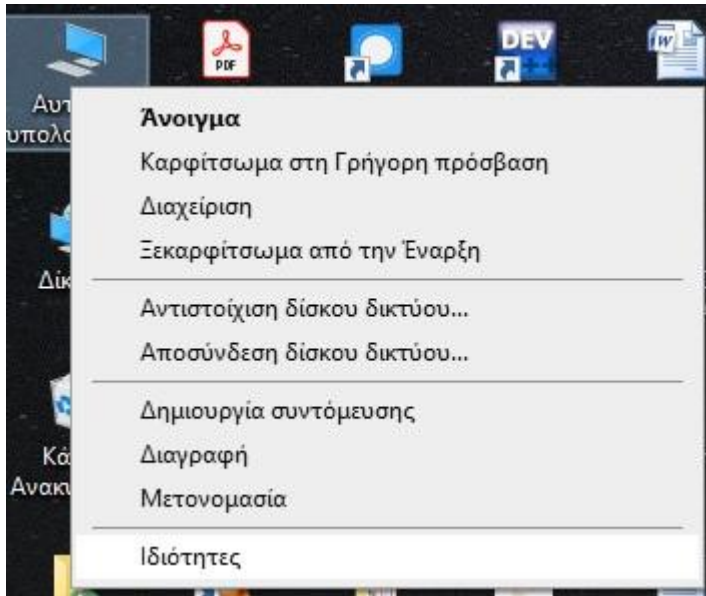 PDF
DEV
++
W
Άνοιγμα
Καρφίτσωμα στη Γρήγορη πρόσβαση
Διαχείριση
Ξεκαρφίτσωμα από την Έναρξη
Αντιστοίχιση δίσκου δικτύου...
Αποσύνδεση δίσκου δικτύου...
Δημιουργία συντόμευσης
Διαγραφή
Μετονομασία
Ιδιότητες